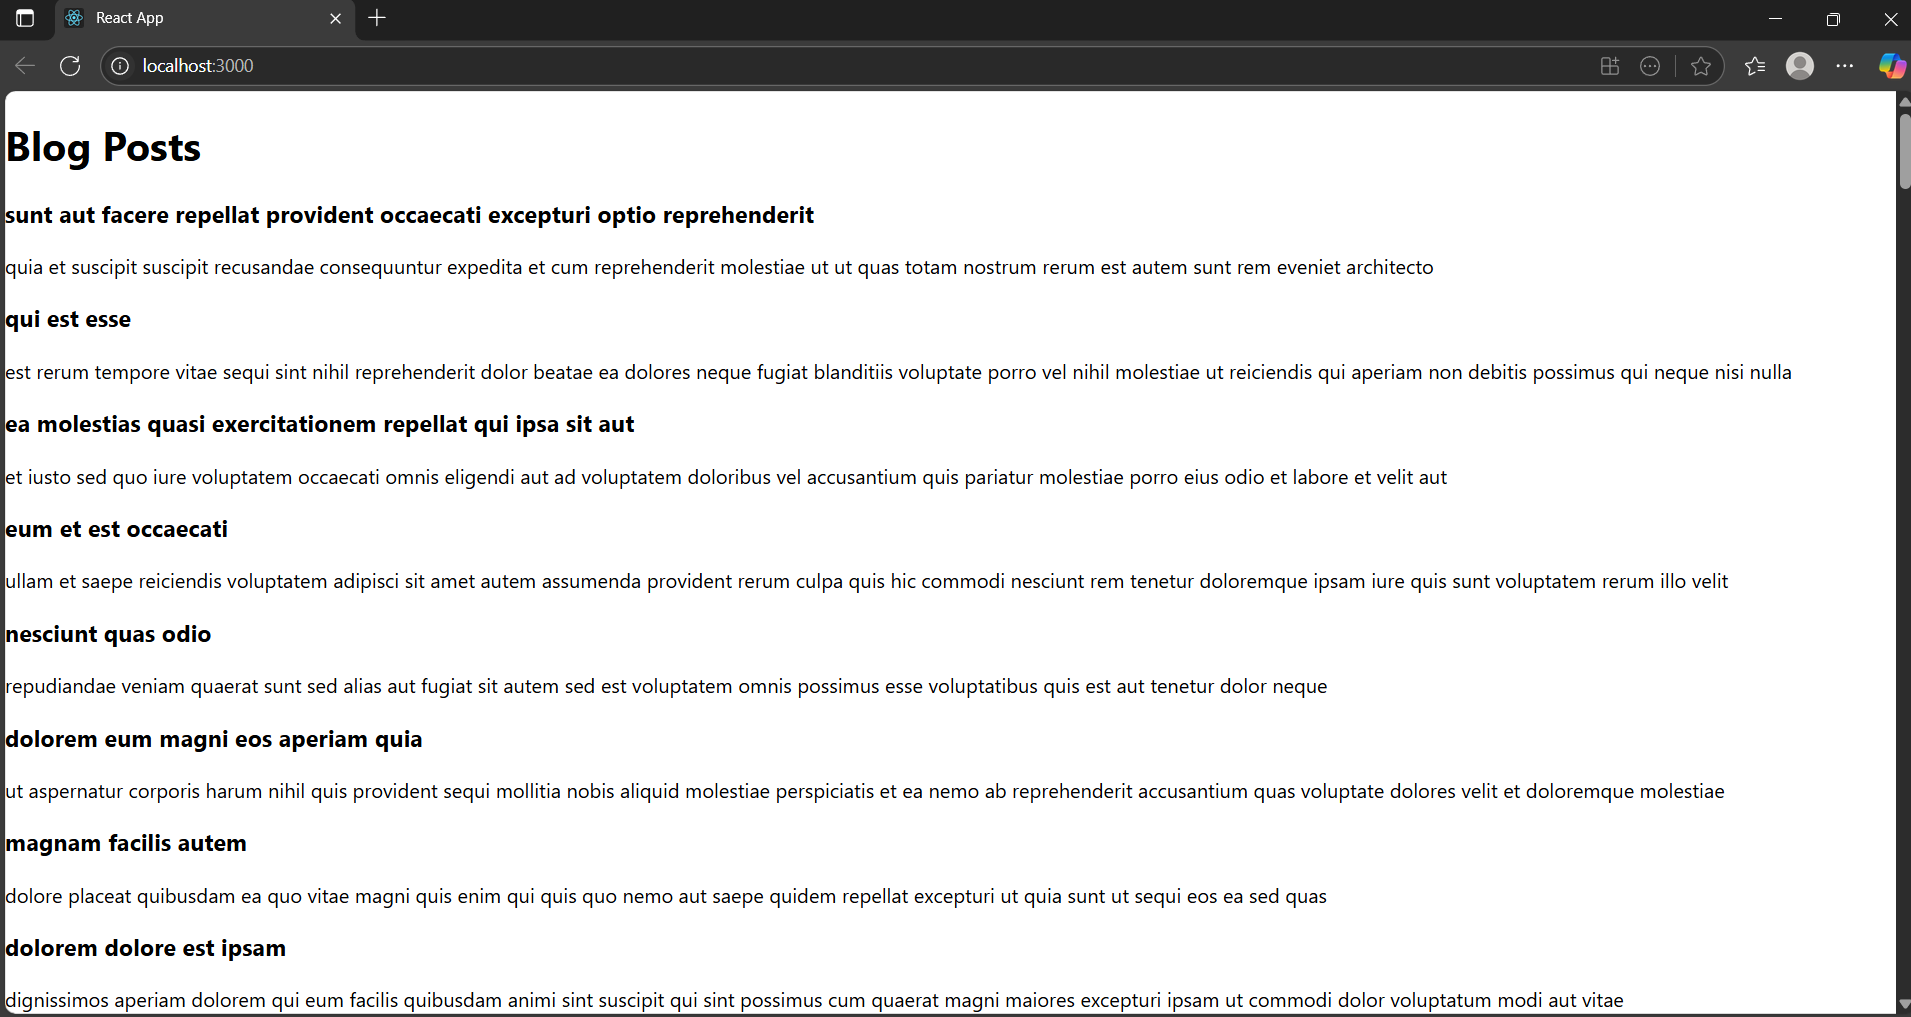 React App
localhost:3000
Blog Posts
sunt aut facere repellat provident occaecati excepturi optio reprehenderit
quia et suscipit suscipit recusandae consequuntur expedita et cum reprehenderit molestiae ut ut quas totam nostrum rerum est autem sunt rem eveniet architecto
qui est esse
est rerum tempore vitae sequi sint nihil reprehenderit dolor beatae ea dolores neque fugiat blanditiis voluptate porro vel nihil molestiae ut reiciendis qui aperiam non debitis possimus qui neque nisi nulla
ea molestias quasi exercitationem repellat qui ipsa sit aut
et iusto sed quo iure voluptatem occaecati omnis eligendi aut ad voluptatem doloribus vel accusantium quis pariatur molestiae porro eius odio et labore et velit aut
eum et est occaecati
ullam et saepe reiciendis voluptatem adipisci sit amet autem assumenda provident rerum culpa quis hic commodi nesciunt rem tenetur doloremque ipsam iure quis sunt voluptatem rerum illo velit
nesciunt quas odio
repudiandae veniam quaerat sunt sed alias aut fugiat sit autem sed est voluptatem omnis possimus esse voluptatibus quis est aut tenetur dolor neque
dolorem eum magni eos aperiam quia
ut aspernatur corporis harum nihil quis provident sequi mollitia nobis aliquid molestiae perspiciatis et ea nemo ab reprehenderit accusantium quas voluptate dolores velit et doloremque molestiae
magnam facilis autem
dolore placeat quibusdam ea quo vitae magni quis enim qui quis quo nemo aut saepe quidem repellat excepturi ut quia sunt ut sequi eos ea sed quas
dolorem dolore est ipsam
dignissimos aperiam dolorem qui eum facilis quibusdam animi sint suscipit qui sint possimus cum quaerat magni maiores excepturi ipsam ut commodi dolor voluptatum modi aut vitae